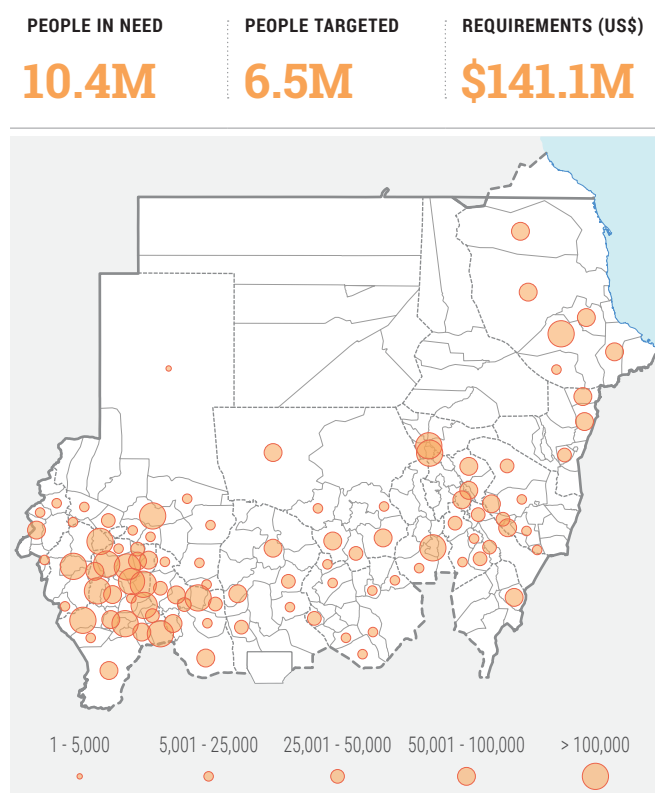 PEOPLE IN NEED PEOPLE TARGETED REQUIREMENTS (US$)
10.4M 6.5M $141.1M
1 - 5,000 5,001 - 25,000 25,001 - 50,000 50,001 - 100,000 > 100,000